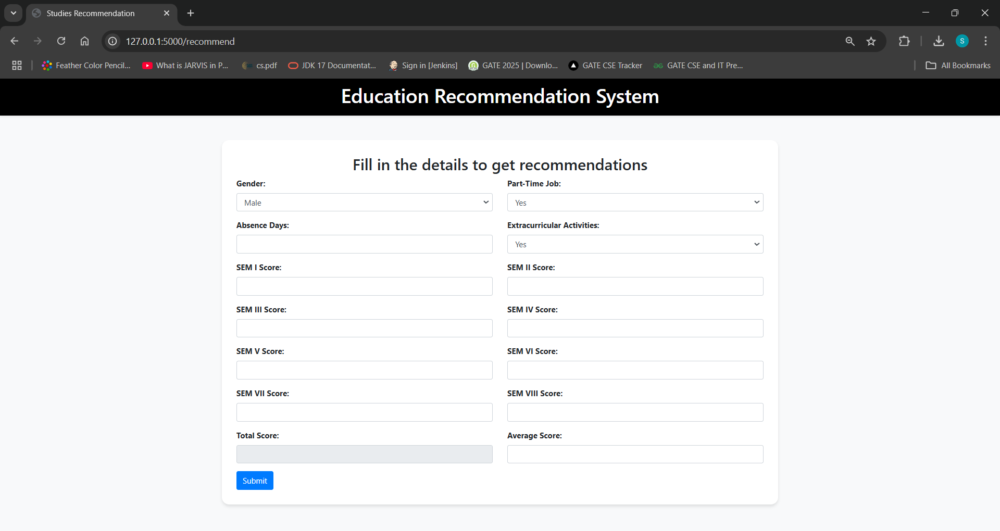 Studies Recommendation
127.0.0.1:5000/recommend
S
Feather Color Pencil...
What is JARVIS in P...
cs.pdf
JDK 17 Documentat...
Sign in [Jenkins]
GATE 2025 | Downlo...
GATE CSE Tracker
GATE CSE and IT Pre...
All Bookmarks
Education Recommendation System
Fill in the details to get recommendations
Gender:
Part-Time Job:
Male
Yes
Absence Days:
Extracurricular Activities:
Yes
SEM I Score:
SEM II Score:
SEM III Score:
SEM IV Score:
SEM V Score:
SEM VI Score:
SEM VII Score:
SEM VIII Score:
Total Score:
Average Score:
Submit